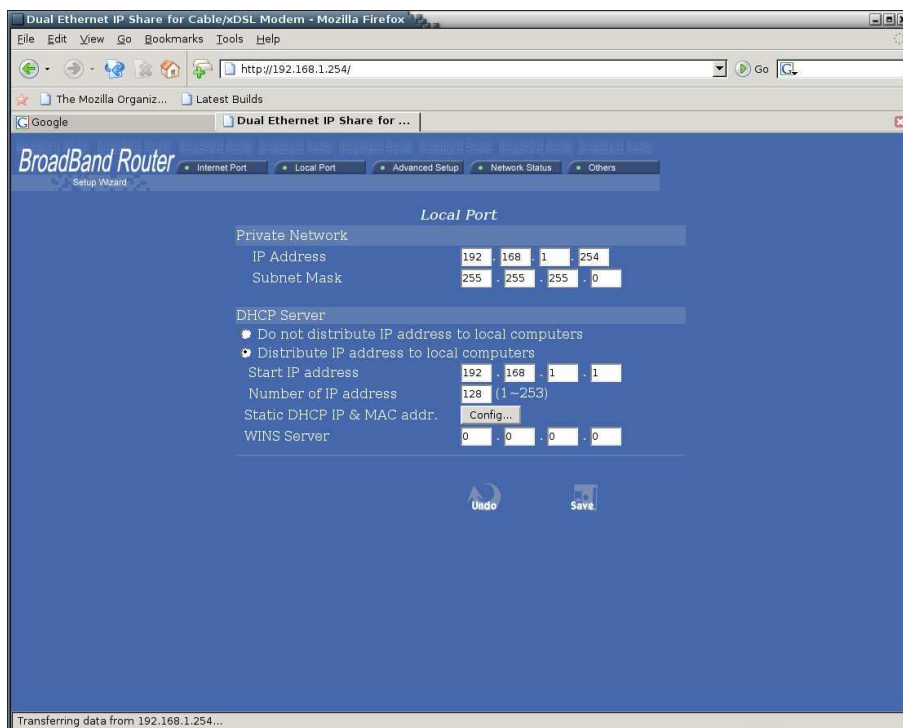 Dual Ethernet IP Share for Cable/xDSL Modem - Mozilla Firefox
File Edit View Go Bookmarks Tools Help
http://192.168.1.254/ Go G
The Mozilla Organiz... Latest Builds
G Google Dual Ethernet IP Share for ...
BroadBand Router
Setup Wizard
Internet Port Local Port Advanced Setup Network Status Others
Local Port
Private Network
IP Address 192 . 168 . 1 . 254
Subnet Mask 255 . 255 . 255 . 0
DHCP Server
Do not distribute IP address to local computers
Distribute IP address to local computers
Start IP address 192 . 168 . 1 . 1
Number of IP address 128 (1~253)
Static DHCP IP & MAC addr. Config...
WINS Server 0 . 0 . 0 . 0
Undo Save
Transferring data from 192.168.1.254...